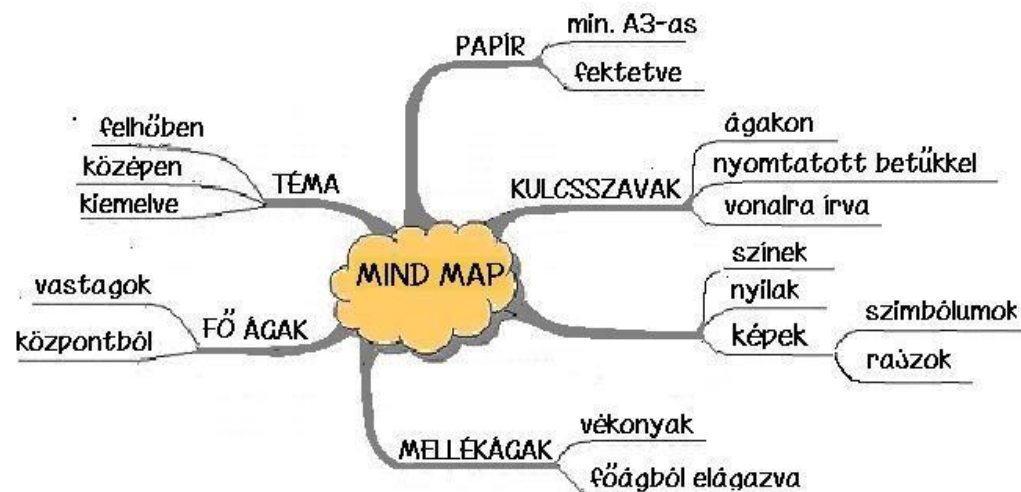 MIND MAP
PAPÍR
min. A3-as
fektetve
KULCSSZAVAK
ágakon
nyomtatott betűkkel
vonalra írva
színek
nyilak
képek
szimbólumok
rajzok
MELLÉKÁGAK
vékonyak
főágból elágazva
FŐ ÁGAK
vastagok
központból
TÉMA
felhőben
középen
kiemelve